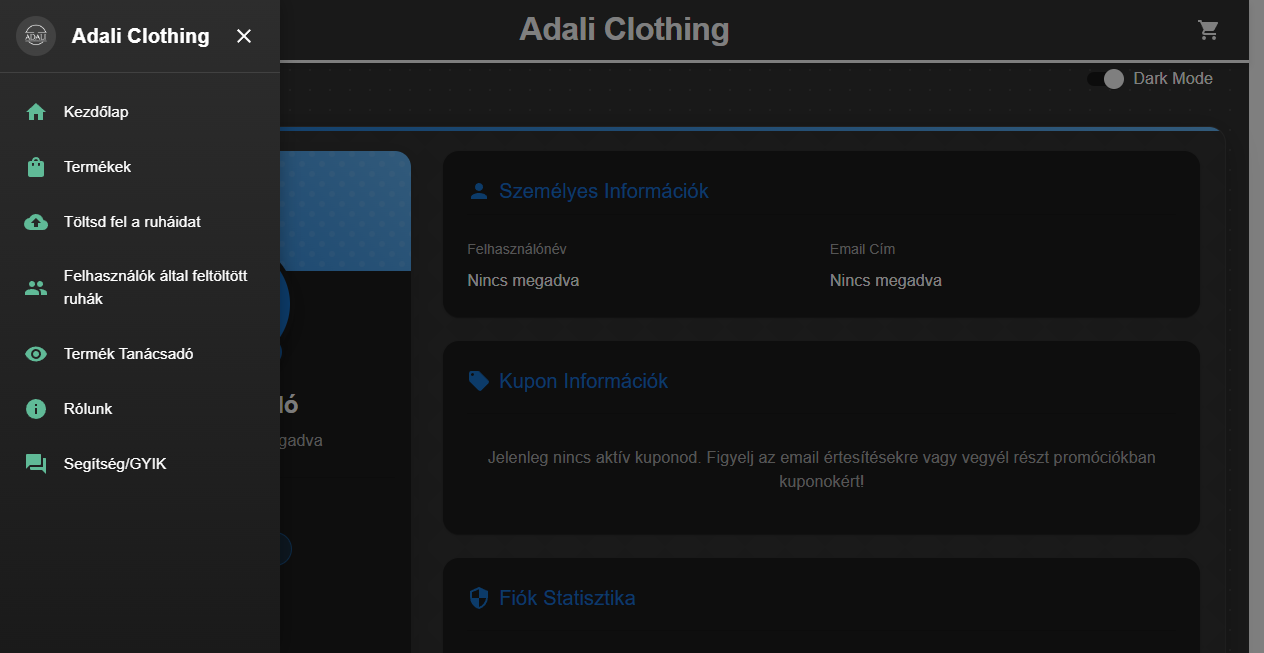 ADALI
Adali Clothing
Adali Clothing
Dark Mode
Kezdőlap
Termékek
Töltsd fel a ruháidat
Felhasználók által feltöltött
ruhák
Termék Tanácsadó
Rólunk
Segítség/GYIK
ló
gadva
Személyes Információk
Felhasználónév
Email Cím
Nincs megadva
Nincs megadva
Kupon Információk
Jelenleg nincs aktív kuponod. Figyelj az email értesítésekre vagy vegyél részt promóciókban
kuponokért!
Fiók Statisztika